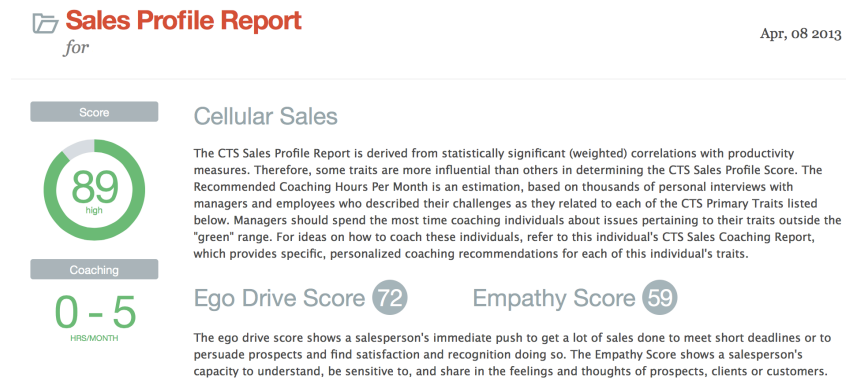 Sales Profile Report
for
Apr, 08 2013
Score
89
high
Coaching
0 - 5
HRS/MONTH
Cellular Sales
The CTS Sales Profile Report is derived from statistically significant (weighted) correlations with productivity
measures. Therefore, some traits are more influential than others in determining the CTS Sales Profile Score. The
Recommended Coaching Hours Per Month is an estimation, based on thousands of personal interviews with
managers and employees who described their challenges as they related to each of the CTS Primary Traits listed
below. Managers should spend the most time coaching individuals about issues pertaining to their traits outside the
"green" range. For ideas on how to coach these individuals, refer to this individual's CTS Sales Coaching Report,
which provides specific, personalized coaching recommendations for each of this individual's traits.
Ego Drive Score 72
Empathy Score 59
The ego drive score shows a salesperson's immediate push to get a lot of sales done to meet short deadlines or to
persuade prospects and find satisfaction and recognition doing so. The Empathy Score shows a salesperson's
capacity to understand, be sensitive to, and share in the feelings and thoughts of prospects, clients or customers.